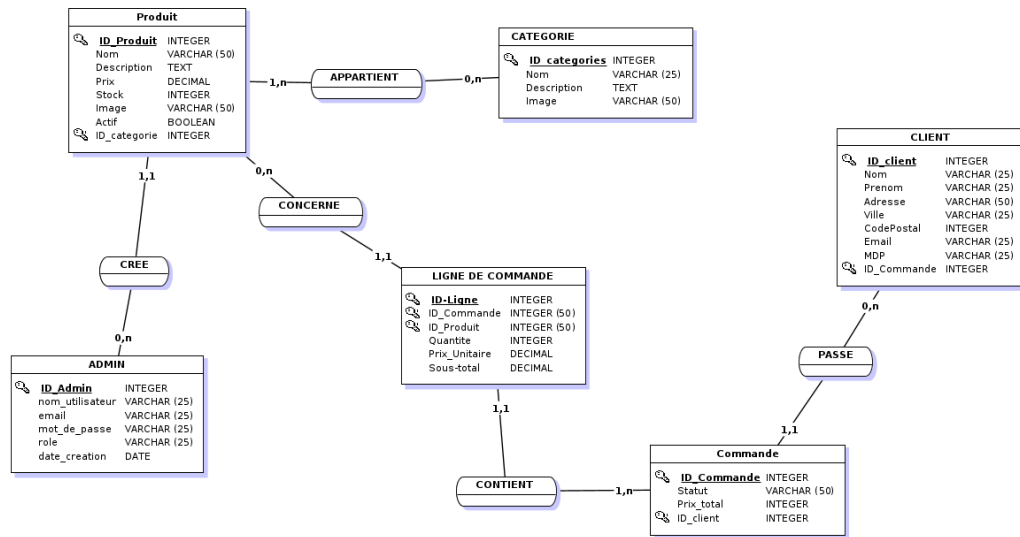 Produit
ID_Produit INTEGER
Nom VARCHAR (50)
Description TEXT
Prix DECIMAL
Stock INTEGER
Image VARCHAR (50)
Actif BOOLEAN
ID_categorie INTEGER
1,n
APPARTIENT
0,n
CATEGORIE
ID_categories INTEGER
Nom VARCHAR (25)
Description TEXT
Image VARCHAR (50)
1,1
CREE
0,n
ADMIN
ID_Admin INTEGER
nom_utilisateur VARCHAR (25)
email VARCHAR (25)
mot_de_passe VARCHAR (25)
role VARCHAR (25)
date_creation DATE
0,n
CONCERNE
1,1
LIGNE DE COMMANDE
ID-Ligne INTEGER
ID_Commande INTEGER (50)
ID_Produit INTEGER (50)
Quantite INTEGER
Prix_Unitaire DECIMAL
Sous-total DECIMAL
1,1
CONTIENT
1,n
CLIENT
ID_client INTEGER
Nom VARCHAR (25)
Prenom VARCHAR (25)
Adresse VARCHAR (50)
Ville VARCHAR (25)
CodePostal INTEGER
Email VARCHAR (25)
MDP VARCHAR (25)
ID_Commande INTEGER
0,n
PASSE
1,1
Commande
ID_Commande INTEGER
Statut VARCHAR (50)
Prix_total INTEGER
ID_client INTEGER